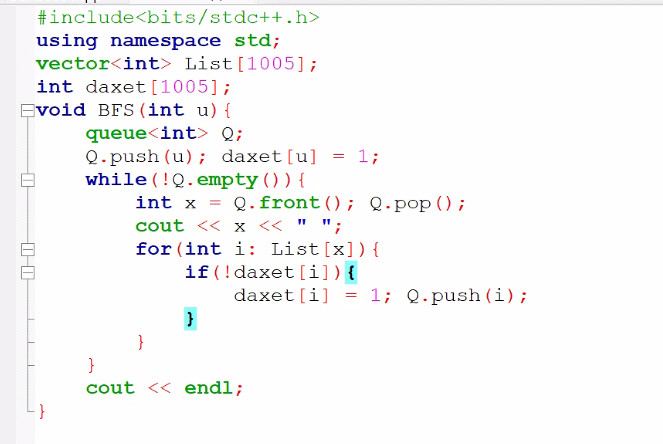 #include<bits/stdc++.h>
using namespace std;
vector<int> List[1005];
int daxet[1005];
void BFS(int u){
    queue<int> Q;
    Q.push(u); daxet[u] = 1;
    while(!Q.empty()){
        int x = Q.front(); Q.pop();
        cout << x << " ";
        for(int i: List[x]){
            if(!daxet[i]){
                daxet[i] = 1; Q.push(i);
            }
        }
    }
    cout << endl;
}